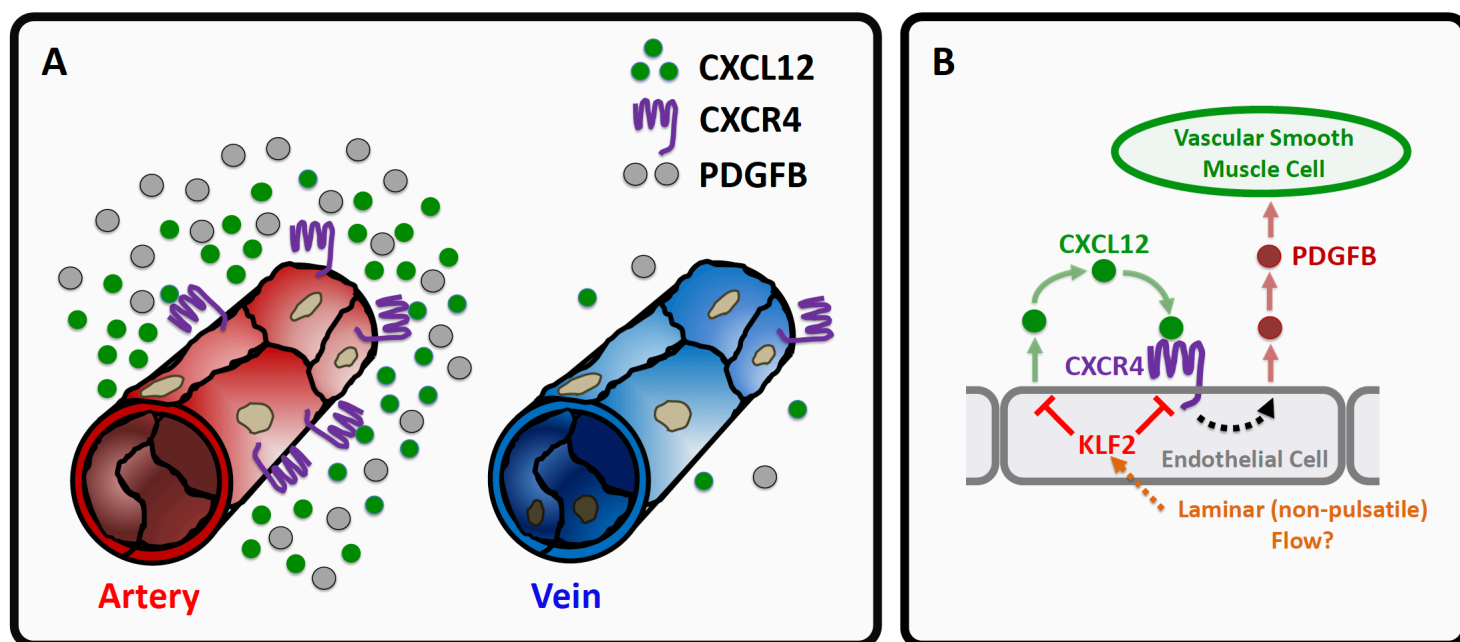 A
CXCL12
CXCR4
PDGFB
Artery
Vein
B
Vascular Smooth
Muscle Cell
CXCL12
PDGFB
CXCR4
KLF2
Endothelial Cell
Laminar (non-pulsatile)
Flow?